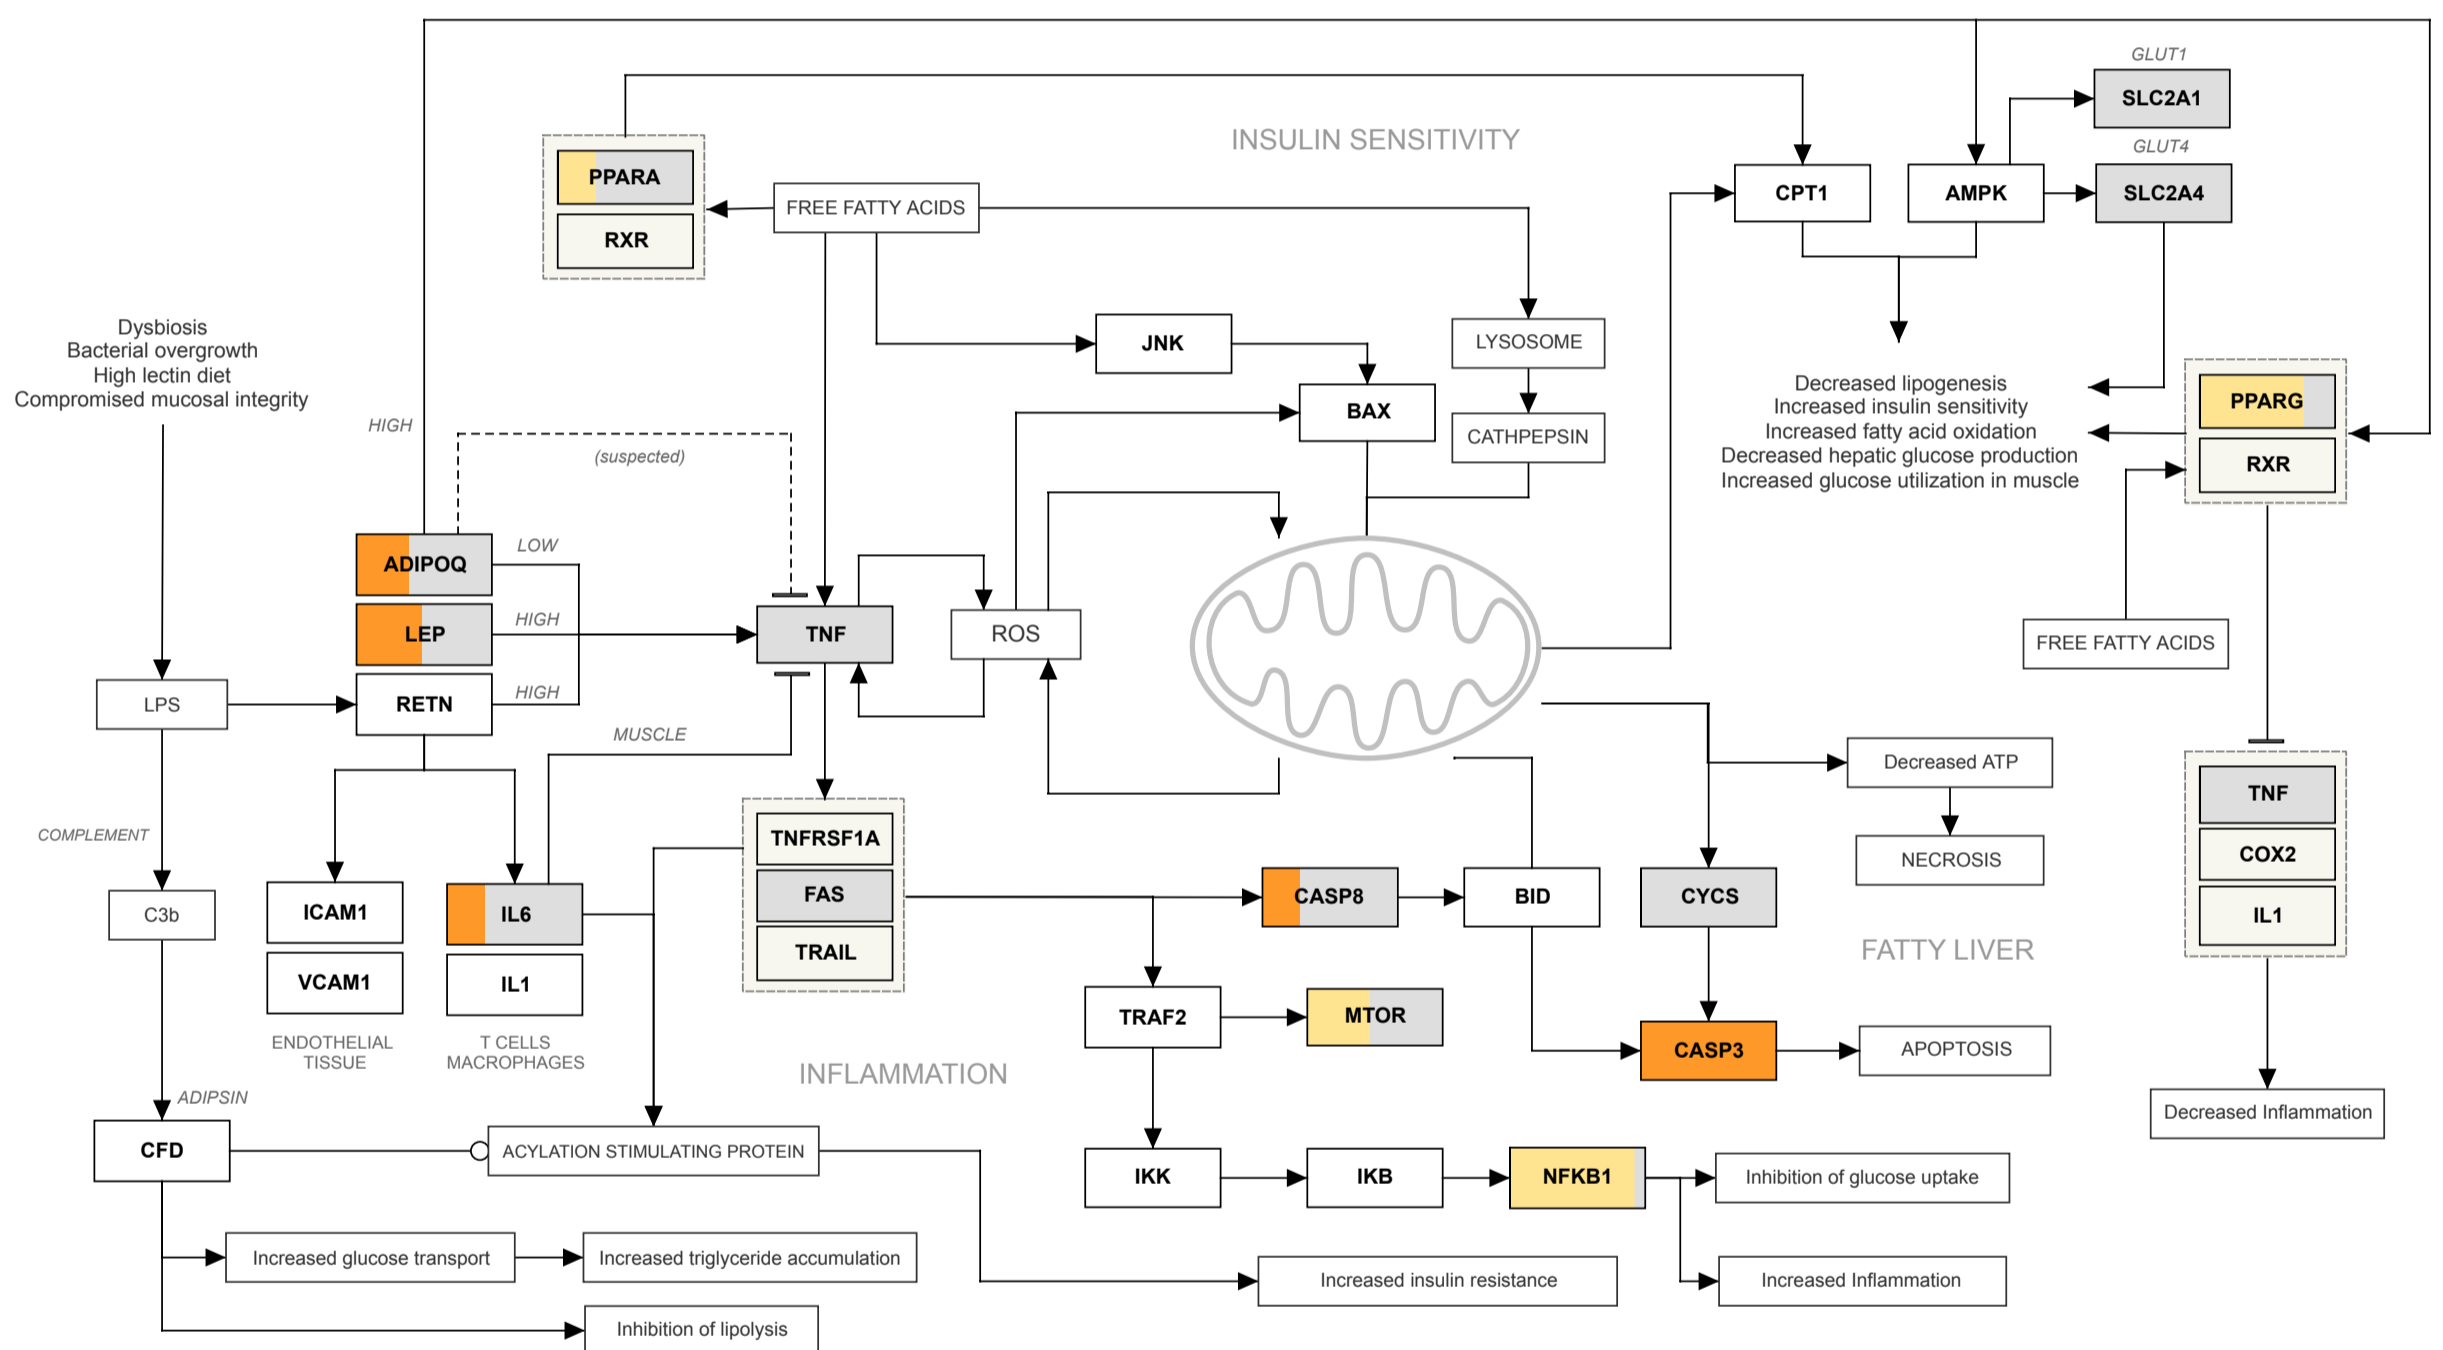 GLUT1
SLC2A1
INSULIN SENSITIVITY
GLUT4
PPARA
RXR
FREE FATTY ACIDS
CPT1
AMPK
SLC2A4
Dysbiosis
Bacterial overgrowth
High lectin diet
Compromised mucosal integrity
JNK
LYSOSOME
BAX
CATHPEPSIN
Decreased lipogenesis
Increased insulin sensitivity
Increased fatty acid oxidation
Decreased hepatic glucose production
Increased glucose utilization in muscle
PPARG
RXR
HIGH
(suspected)
ADIPOQ
LOW
LEP
HIGH
TNF
ROS
FREE FATTY ACIDS
LPS
RETN
HIGH
MUSCLE
Decreased ATP
TNF
COX2
IL1
COMPLEMENT
TNFRSF1A
FAS
TRAIL
NECROSIS
C3b
ICAM1
VCAM1
IL6
IL1
CASP8
BID
CYCS
FATTY LIVER
ENDOTHELIAL
TISSUE
T CELLS
MACROPHAGES
INFLAMMATION
TRAF2
MTOR
CASP3
APOPTOSIS
ADIPSIN
Decreased Inflammation
CFD
ACYLATION STIMULATING PROTEIN
IKK
IKB
NFKB1
Inhibition of glucose uptake
Increased glucose transport
Increased triglyceride accumulation
Increased insulin resistance
Increased Inflammation
Inhibition of lipolysis